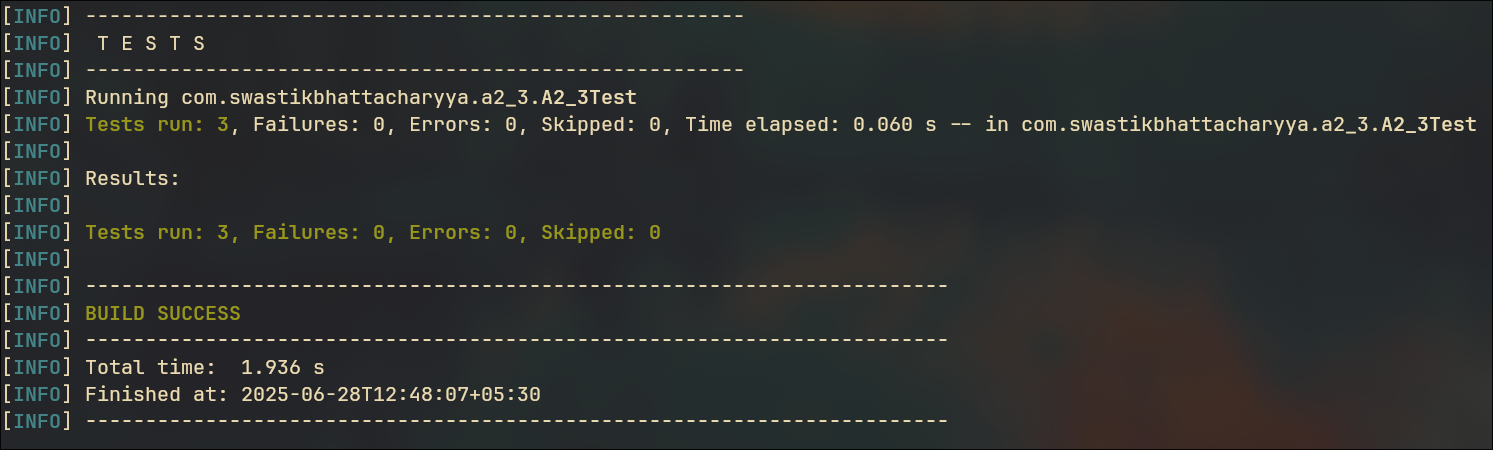 [INFO] -------------------------------------------------------
[INFO]  T E S T S
[INFO] -------------------------------------------------------
[INFO] Running com.swastikbhattacharyya.a2_3.A2_3Test
[INFO] Tests run: 3, Failures: 0, Errors: 0, Skipped: 0, Time elapsed: 0.060 s -- in com.swastikbhattacharyya.a2_3.A2_3Test
[INFO]
[INFO] Results:
[INFO]
[INFO] Tests run: 3, Failures: 0, Errors: 0, Skipped: 0
[INFO]
[INFO] ------------------------------------------------------------------------
[INFO] BUILD SUCCESS
[INFO] ------------------------------------------------------------------------
[INFO] Total time:  1.936 s
[INFO] Finished at: 2025-06-28T12:48:07+05:30
[INFO] ------------------------------------------------------------------------